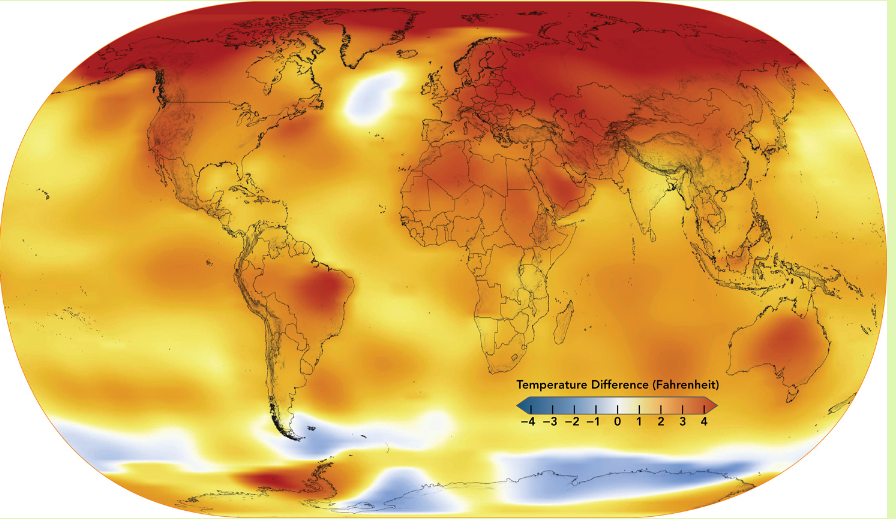 Temperature Difference (Fahrenheit)
−4 −3 −2 −1 0 1 2 3 4